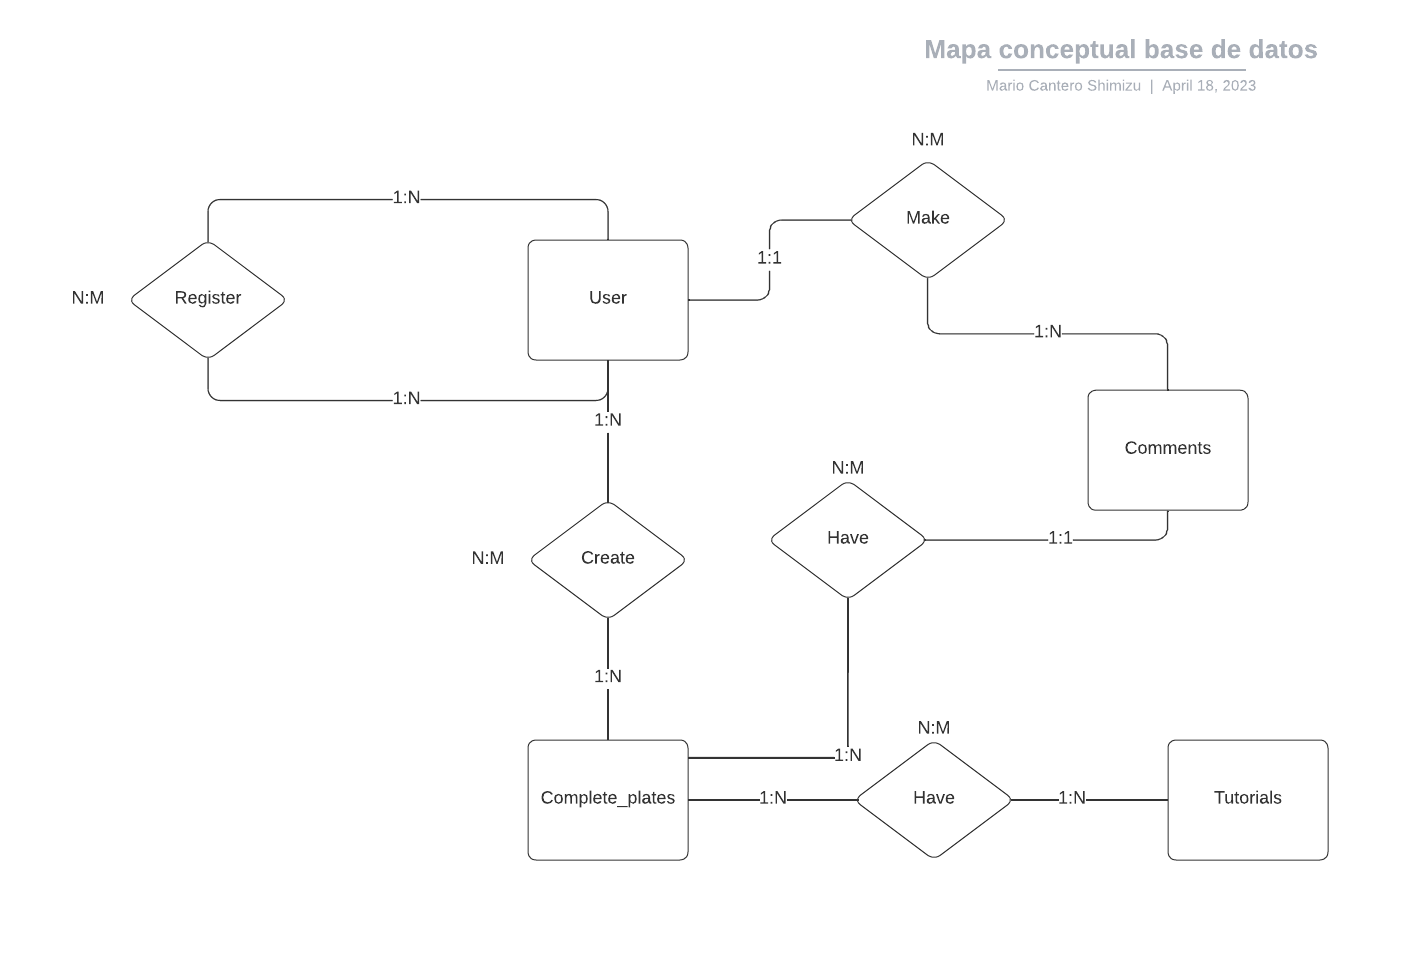 Mapa conceptual base de datos
Mario Cantero Shimizu | April 18, 2023
N:M
1:N
Make
1:1
N:M
Register
User
1:N
1:N
1:N
Comments
N:M
Have
1:1
N:M
Create
1:N
N:M
1:N
Complete_plates
1:N
Have
1:N
Tutorials